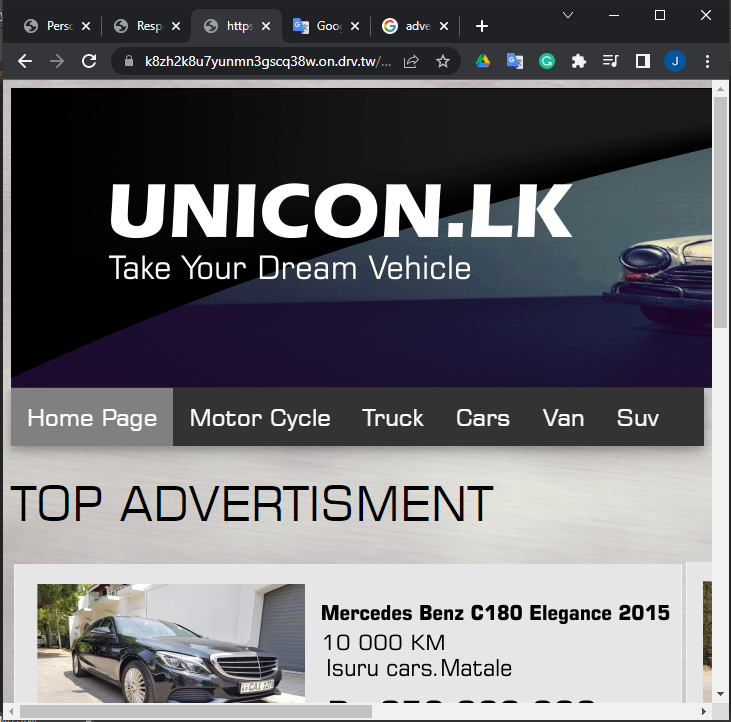 Perso
Resp
https
Goog
adve
k8zh2k8u7yunmn3gscq38w.on.drv.tw/...
J
UNICON.LK
Take Your Dream Vehicle
Home Page Motor Cycle Truck Cars Van Suv
TOP ADVERTISMENT
Mercedes Benz C180 Elegance 2015
10 000 KM
Isuru cars.Matale